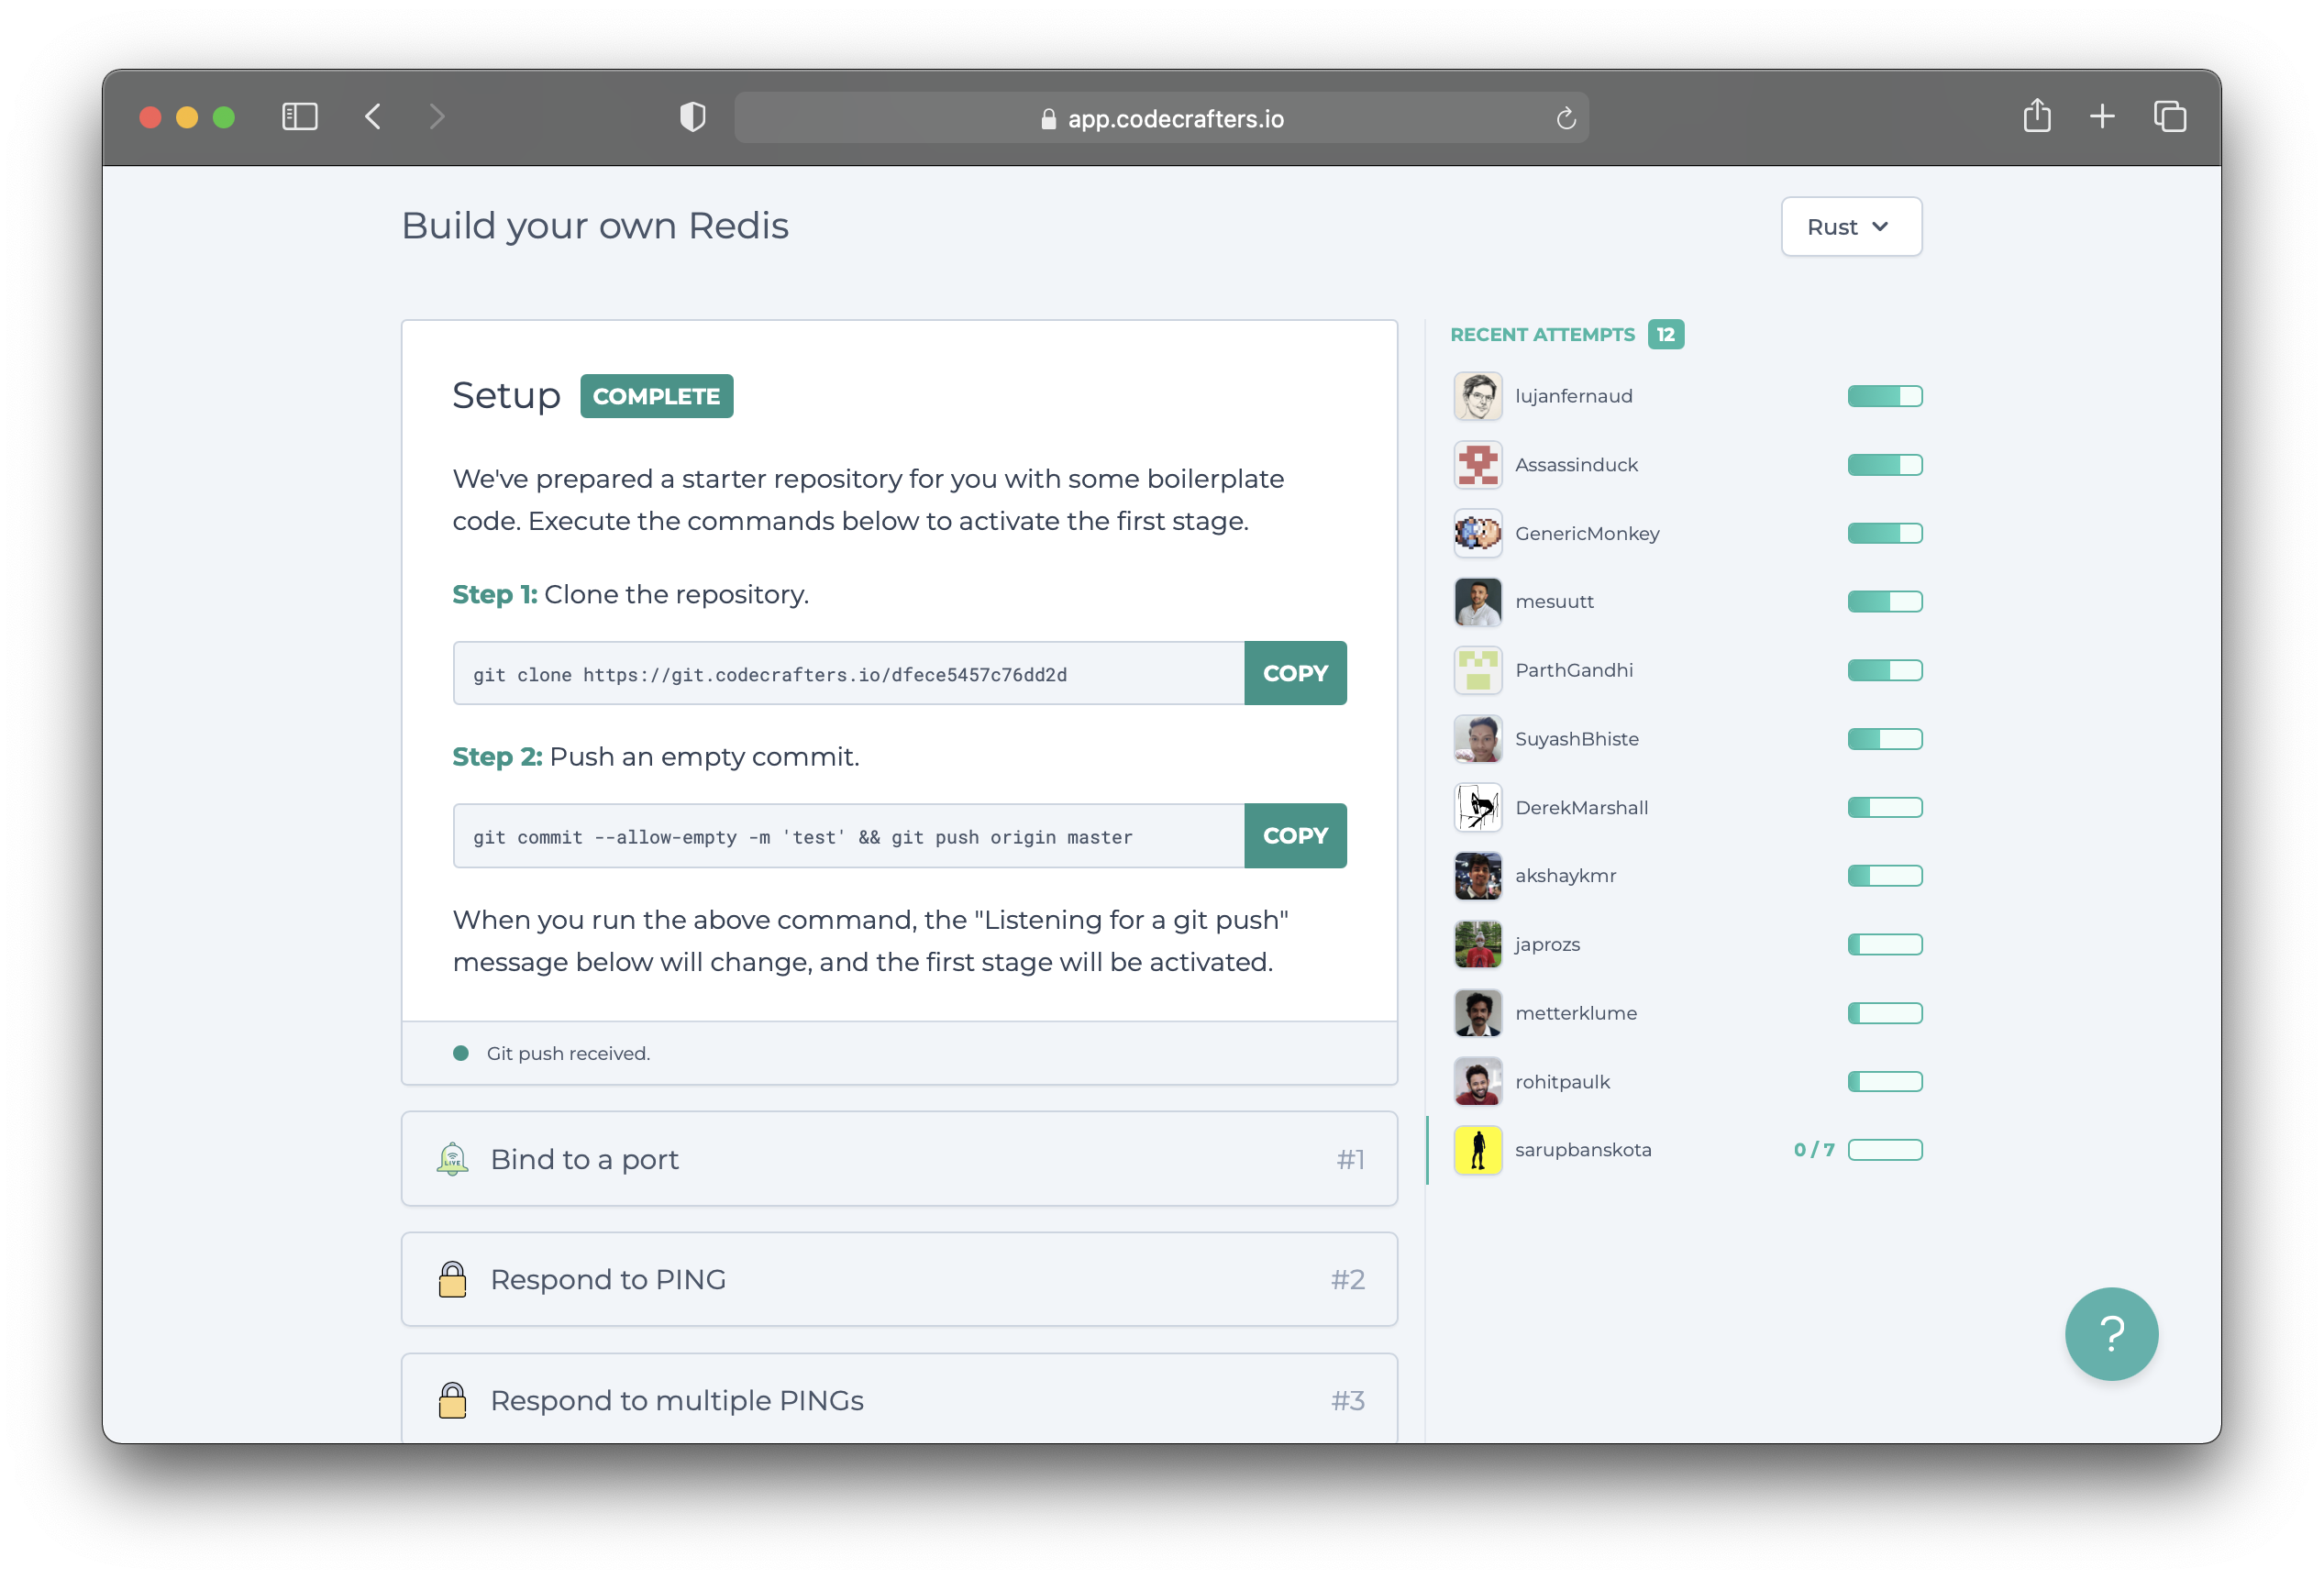 app.codecrafters.io
Build your own Redis
Rust
Setup COMPLETE
We've prepared a starter repository for you with some boilerplate
code. Execute the commands below to activate the first stage.
Step 1: Clone the repository.
git clone https://git.codecrafters.io/dfece5457c76dd2d COPY
Step 2: Push an empty commit.
git commit --allow-empty -m 'test' && git push origin master COPY
When you run the above command, the "Listening for a git push"
message below will change, and the first stage will be activated.
Git push received.
LIVE
Bind to a port #1
Respond to PING #2
Respond to multiple PINGs #3
RECENT ATTEMPTS 12
lujanfernaud
Assassinduck
GenericMonkey
mesuutt
ParthGandhi
SuyashBhiste
DerekMarshall
akshaykmr
japrozs
metterklume
rohitpaulk
sarupbanskota 0 / 7
?